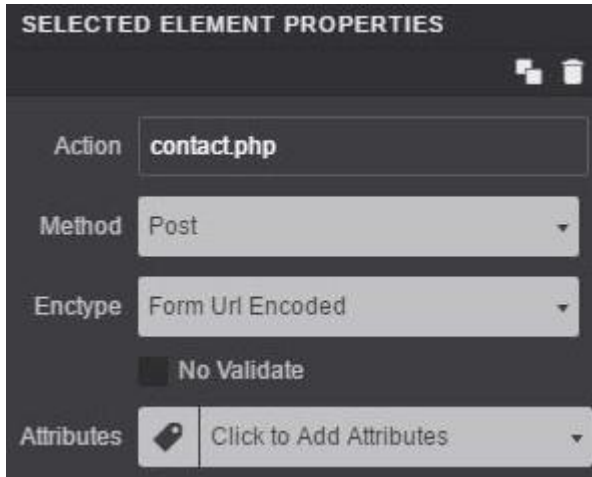 SELECTED ELEMENT PROPERTIES
Action contact.php
Method Post
Enctype Form Url Encoded
No Validate
Attributes Click to Add Attributes